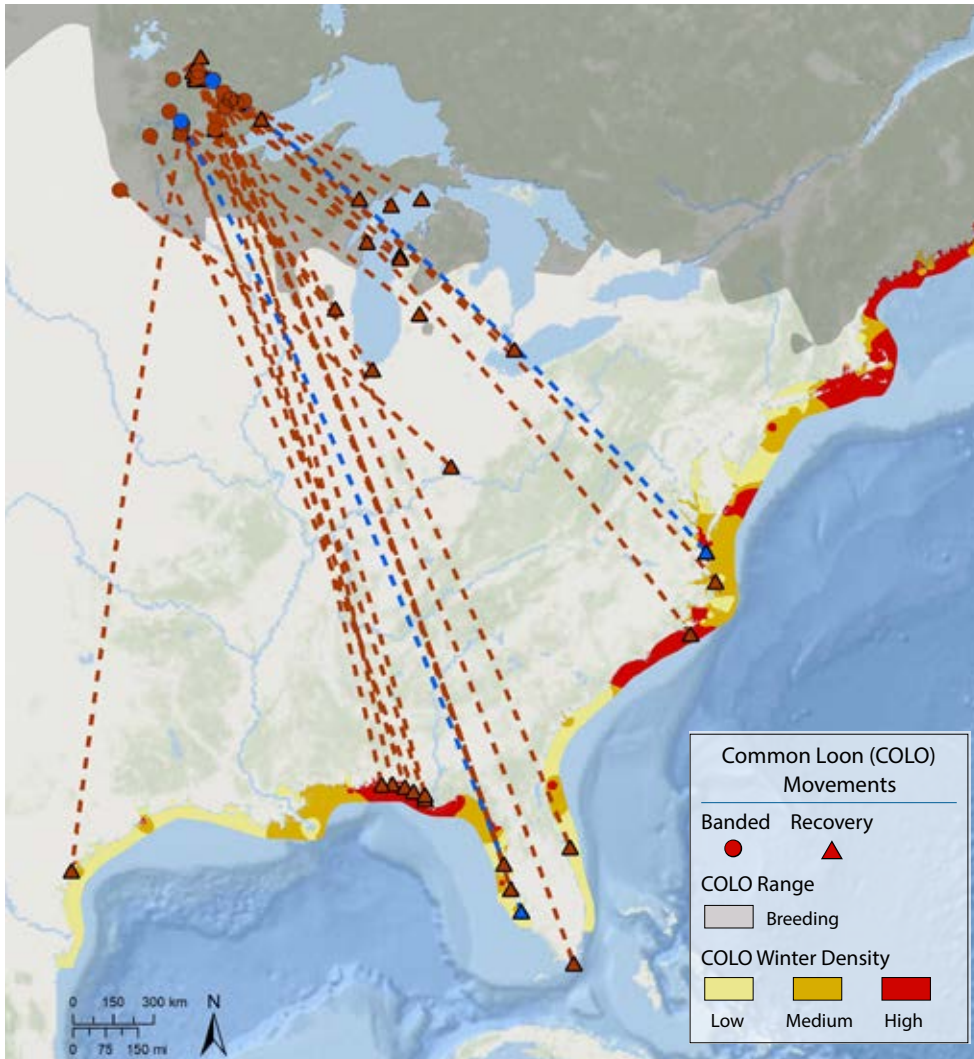 Common Loon (COLO)
Movements
Banded Recovery
COLO Range
Breeding
COLO Winter Density
Low Medium High
0 150 300 km
N
0 75 150 mi